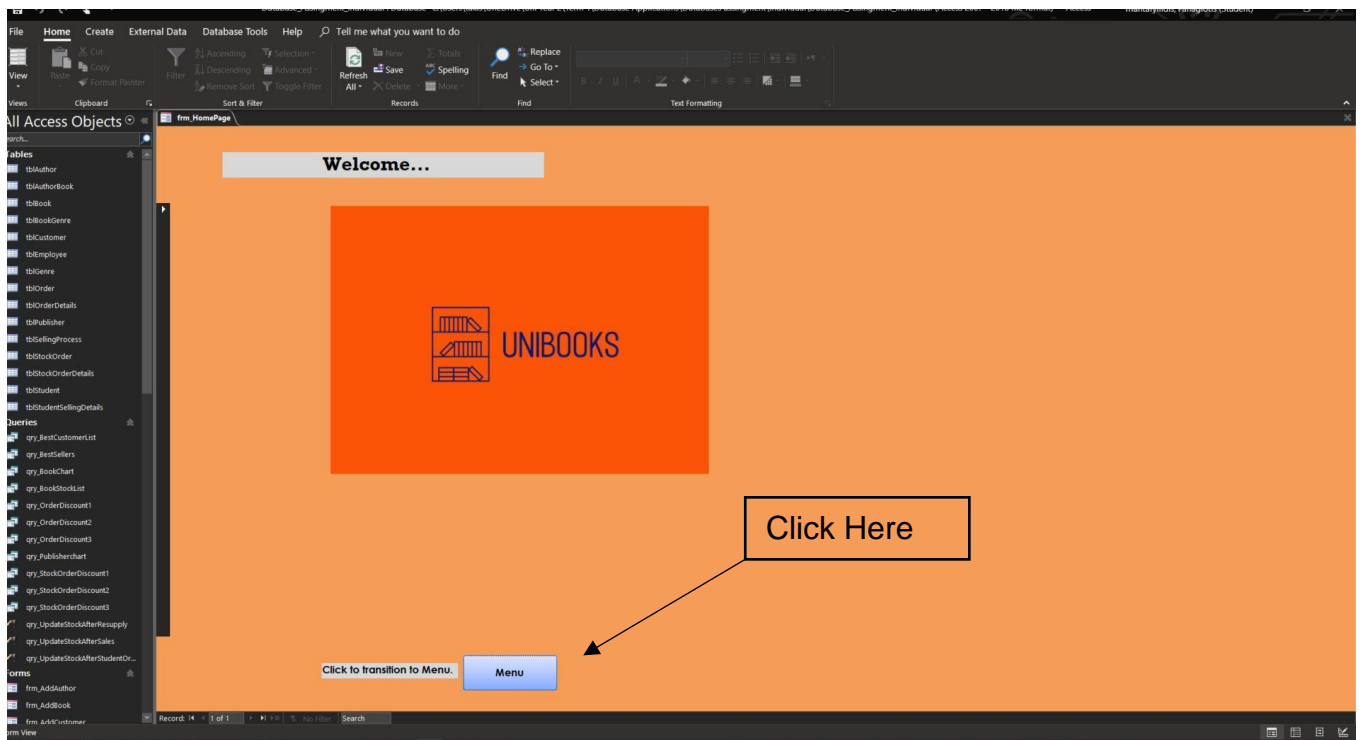 File Home Create External Data Database Tools Help Tell me what you want to do
View Paste Cut Copy Format Painter Filter Ascending Descending Remove Sort Selection Advanced Toggle Filter Refresh All New Save Delete Totals Spelling More Find Replace Go To Select B I U A
Views Clipboard Sort & Filter Records Find Text Formatting
All Access Objects
frm_HomePage
Tables
tblAuthor
tblAuthorBook
tblBook
tblBookGenre
tblCustomer
tblEmployee
tblGenre
tblOrder
tblOrderDetails
tblPublisher
tblSellingProcess
tblStockOrder
tblStockOrderDetails
tblStudent
tblStudentSellingDetails
Queries
qry_BestCustomerList
qry_BestSellers
qry_BookChart
qry_BookStockList
qry_OrderDiscount1
qry_OrderDiscount2
qry_OrderDiscount3
qry_Publisherchart
qry_StockOrderDiscount1
qry_StockOrderDiscount2
qry_StockOrderDiscount3
qry_UpdateStockAfterResupply
qry_UpdateStockAfterSales
qry_UpdateStockAfterStudentOr...
Forms
frm_AddAuthor
frm_AddBook
frm_AddCustomer
Welcome...
UNIBOOKS
Click Here
Click to transition to Menu. Menu
Record: 1 of 1 No Filter Search